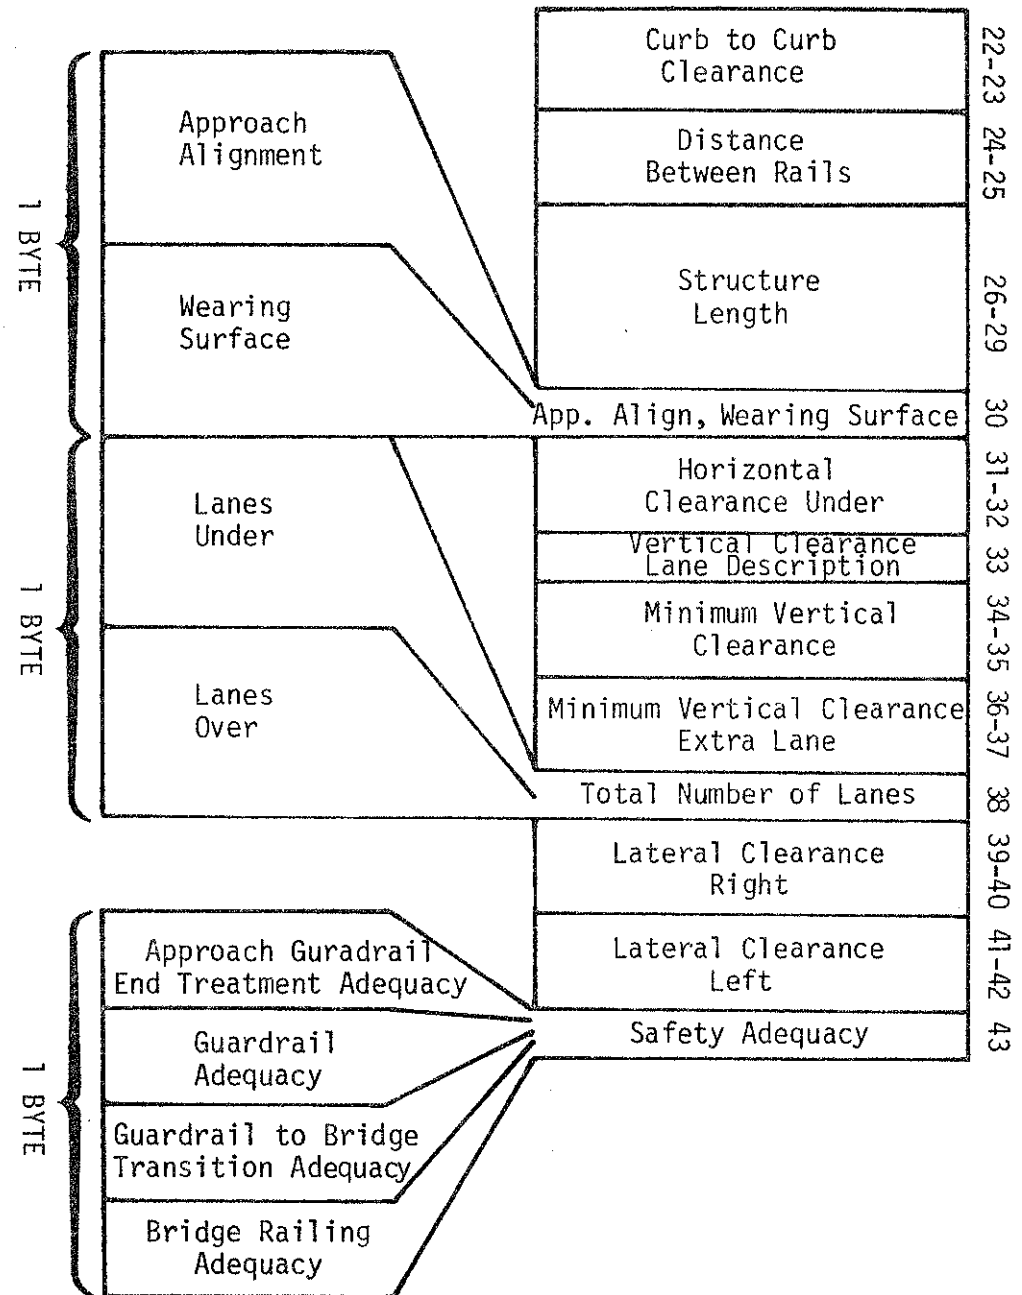 1 BYTE
Approach
Alignment
Wearing
Surface
1 BYTE
Lanes
Under
Lanes
Over
1 BYTE
Approach Guradrail
End Treatment Adequacy
Guardrail
Adequacy
Guardrail to Bridge
Transition Adequacy
Bridge Railing
Adequacy
Curb to Curb
Clearance
22-23
Distance
Between Rails
24-25
Structure
Length
26-29
App. Align, Wearing Surface
30
Horizontal
Clearance Under
31-32
Vertical Clearance
Lane Description
33
Minimum Vertical
Clearance
34-35
Minimum Vertical Clearance
Extra Lane
36-37
Total Number of Lanes
38
Lateral Clearance
Right
39-40
Lateral Clearance
Left
41-42
Safety Adequacy
43